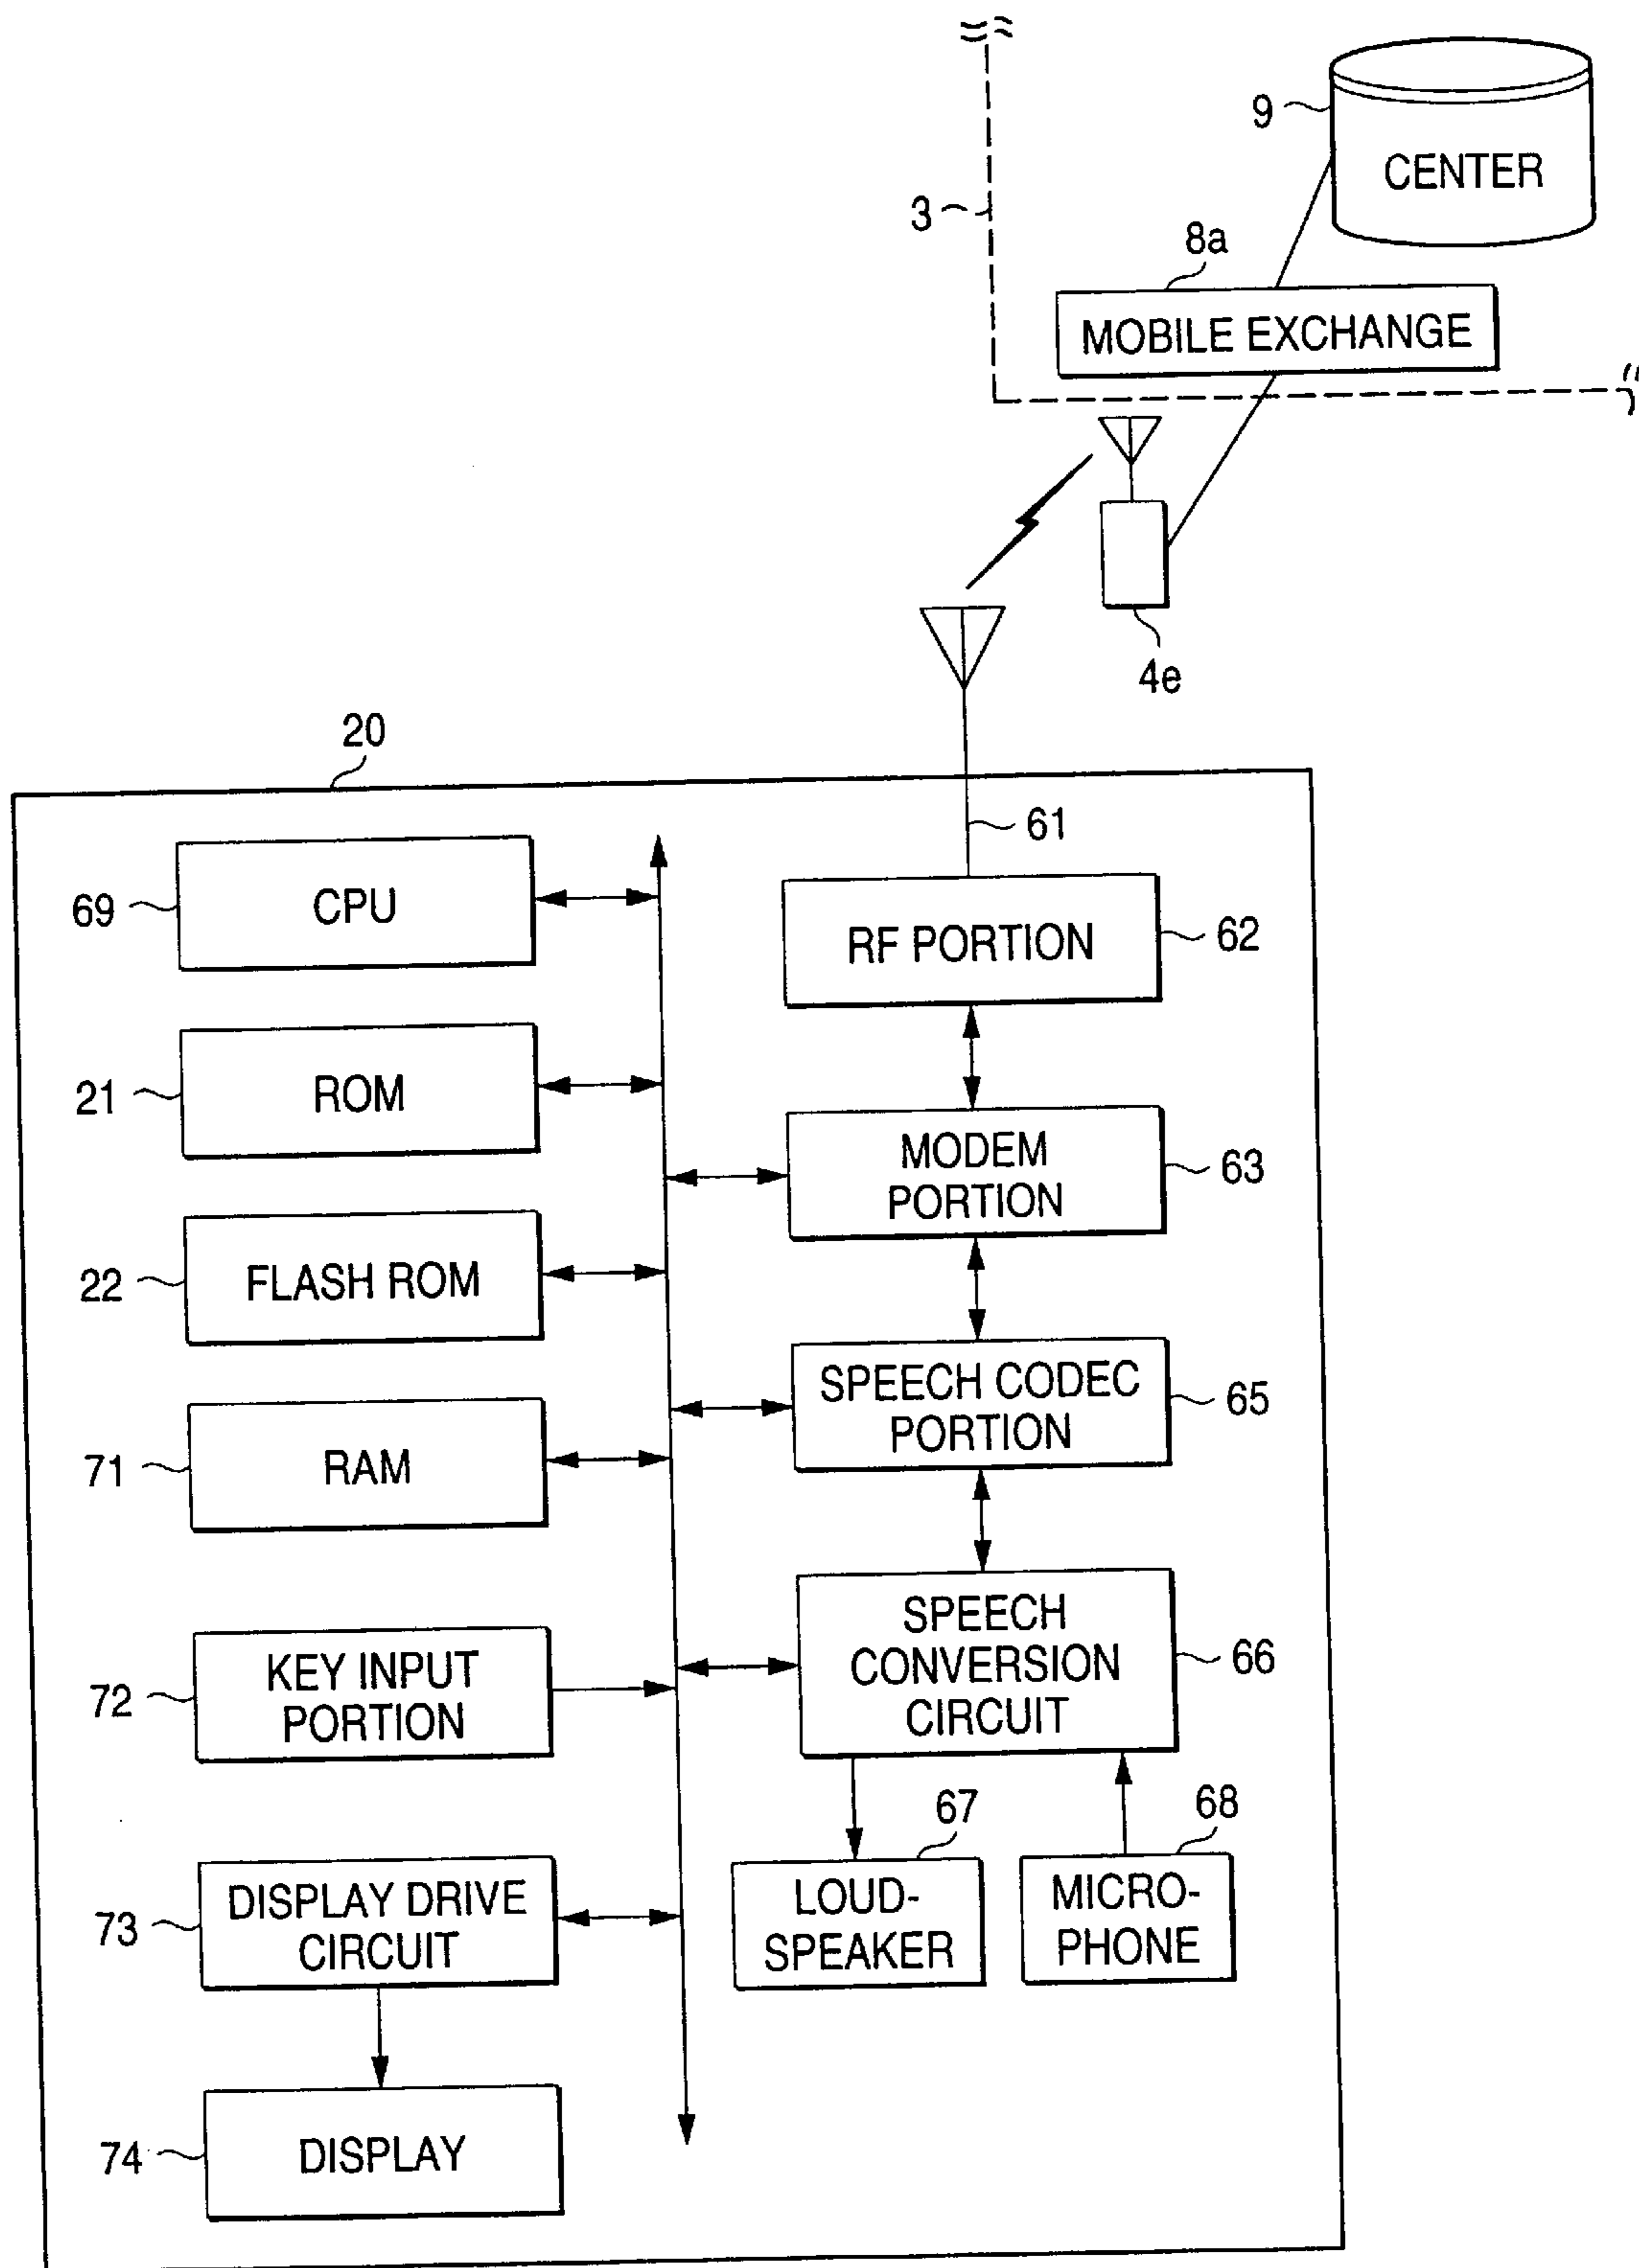 9
CENTER
3
8a
MOBILE EXCHANGE
4e
20
61
69
CPU
RF PORTION
62
21
ROM
MODEM
PORTION
63
22
FLASH ROM
SPEECH CODEC
PORTION
65
71
RAM
SPEECH
CONVERSION
CIRCUIT
66
72
KEY INPUT
PORTION
67
68
73
DISPLAY DRIVE
CIRCUIT
LOUD-
SPEAKER
MICRO-
PHONE
74
DISPLAY